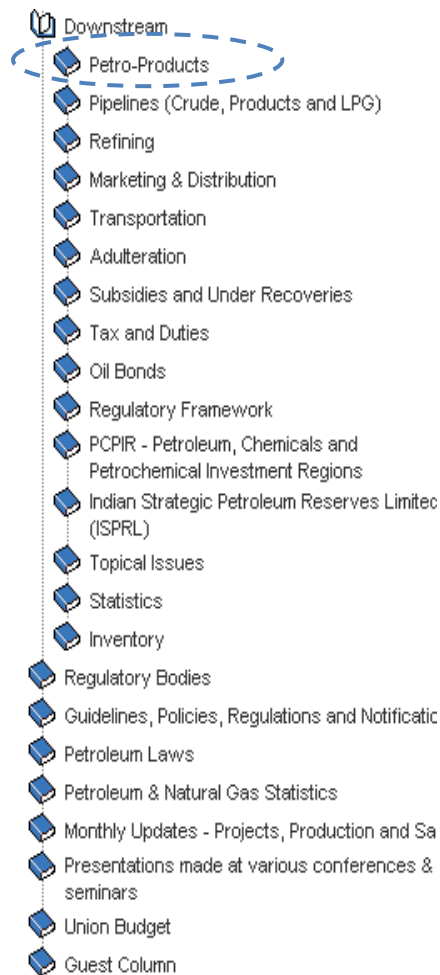 Downstream
Petro-Products
Pipelines (Crude, Products and LPG)
Refining
Marketing & Distribution
Transportation
Adulteration
Subsidies and Under Recoveries
Tax and Duties
Oil Bonds
Regulatory Framework
PCPIR - Petroleum, Chemicals and
Petrochemical Investment Regions
Indian Strategic Petroleum Reserves Limitec
(ISPRL)
Topical Issues
Statistics
Inventory
Regulatory Bodies
Guidelines, Policies, Regulations and Notificatio
Petroleum Laws
Petroleum & Natural Gas Statistics
Monthly Updates - Projects, Production and Sa
Presentations made at various conferences &
seminars
Union Budget
Guest Column